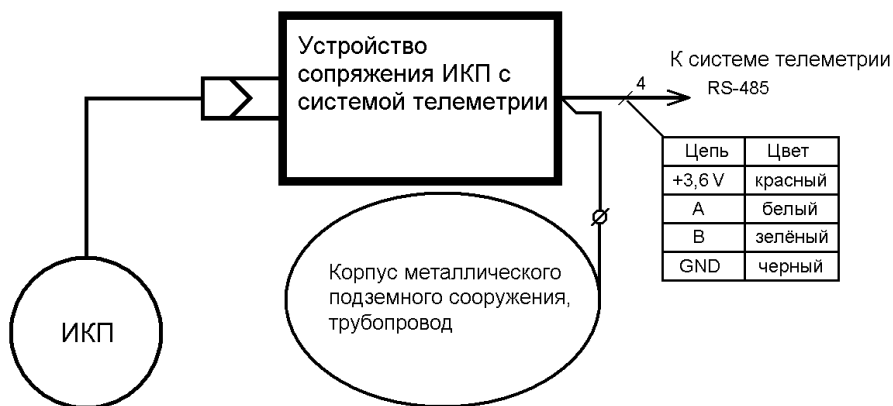 Устройство
сопряжения ИКП с
системой телеметрии
4
К системе телеметрии
RS-485
Цепь Цвет
+3,6 V красный
A белый
B зелёный
GND черный
Корпус металлического
подземного сооружения,
трубопровод
ИКП